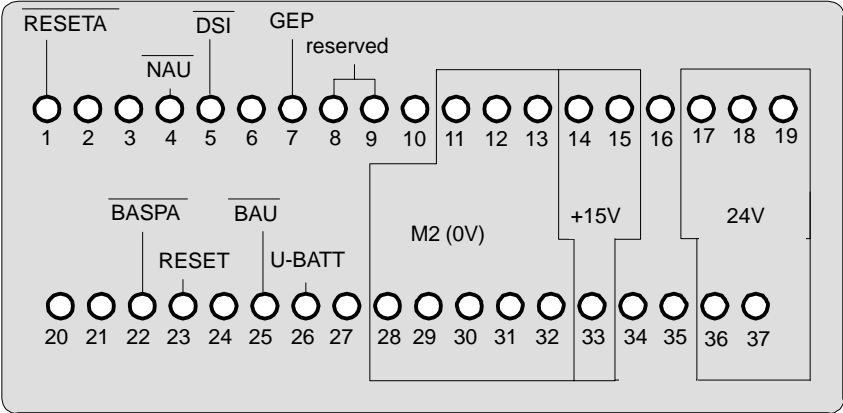 RESETA DSI GEP
reserved
NAU
1 2 3 4 5 6 7 8 9 10 11 12 13 14 15 16 17 18 19
BASPA BAU M2 (0V) +15V 24V
RESET U-BATT
20 21 22 23 24 25 26 27 28 29 30 31 32 33 34 35 36 37